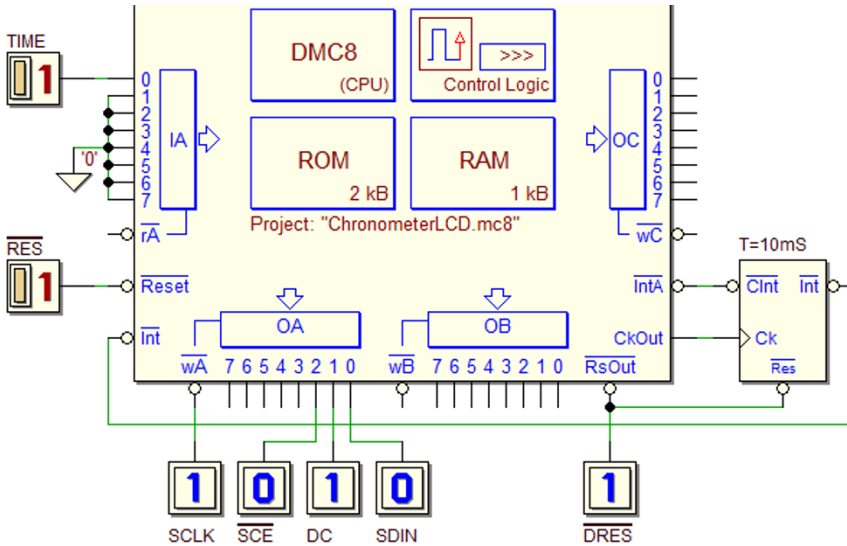 DMC8
(CPU)
>>>
Control Logic
TIME
1
0
1
2
3
4
5
6
7
'0'
IA
ROM
2 kB
RAM
1 kB
OC
0
1
2
3
4
5
6
7
Project: "ChronometerLCD.mc8"
rA
wC
RES
1
Reset
IntA
T=10mS
CInt
Int
Int
OA
OB
CkOut
Ck
wA
7 6 5 4 3 2 1 0
wB
7 6 5 4 3 2 1 0
RsOut
Res
1
0
1
0
1
SCLK
SCE
DC
SDIN
DRES